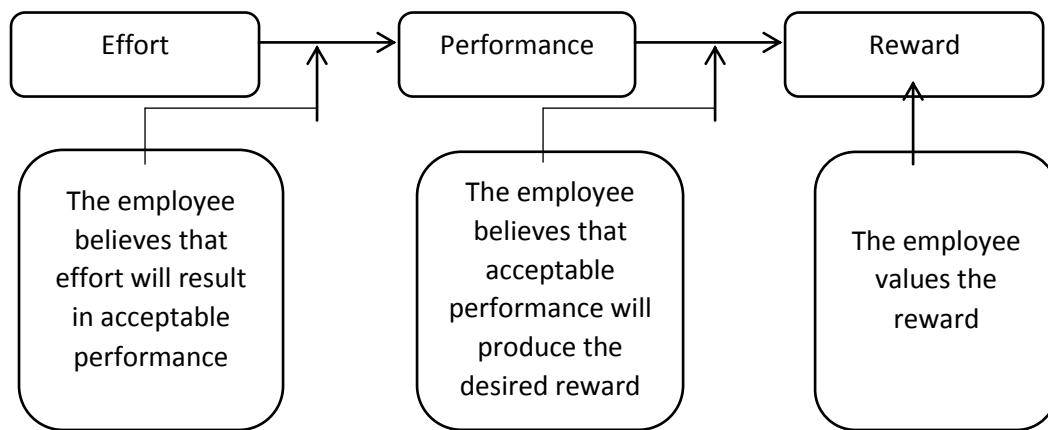 Effort
Performance
Reward
The employee
believes that
effort will result
in acceptable
performance
The employee
believes that
acceptable
performance will
produce the
desired reward
The employee
values the
reward